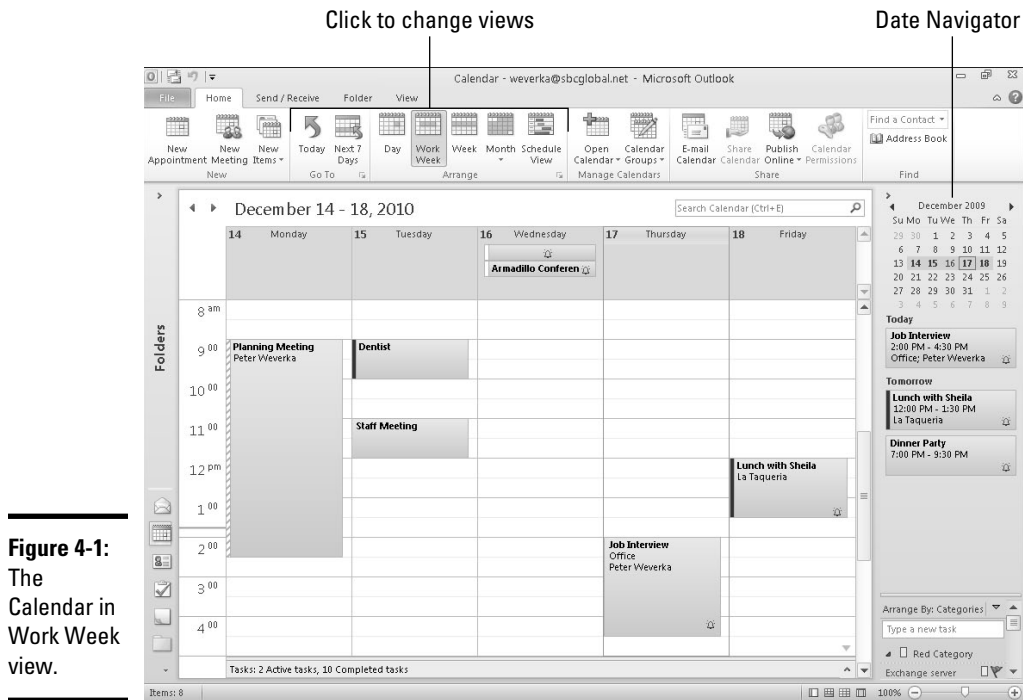 Click to change views
Date Navigator
Calendar - weverka@sbcglobal.net - Microsoft Outlook
File Home Send / Receive Folder View
New Appointment
New Meeting
New Items
Today
Next 7 Days
Day
Work Week
Week
Month
Schedule View
Open Calendar
Calendar Groups
E-mail Calendar
Share Calendar
Publish Online
Calendar Permissions
Find a Contact
Address Book
New Go To Arrange Manage Calendars Share Find
December 14 - 18, 2010
Search Calendar (Ctrl+E)
14 Monday 15 Tuesday 16 Wednesday 17 Thursday 18 Friday
Armadillo Conferen
Folders
8 am
9 00
10 00
11 00
12 pm
1 00
2 00
3 00
4 00
Planning Meeting
Peter Weverka
Dentist
Staff Meeting
Lunch with Sheila
La Taqueria
Job Interview
Office
Peter Weverka
Tasks: 2 Active tasks, 10 Completed tasks
December 2009
Su Mo Tu We Th Fr Sa
29 30 1 2 3 4 5
6 7 8 9 10 11 12
13 14 15 16 17 18 19
20 21 22 23 24 25 26
27 28 29 30 31 1 2
3 4 5 6 7 8 9
Today
Job Interview
2:00 PM - 4:30 PM
Office; Peter Weverka
Tomorrow
Lunch with Sheila
12:00 PM - 1:30 PM
La Taqueria
Dinner Party
7:00 PM - 9:30 PM
Arrange By: Categories
Type a new task
Red Category
Exchange server
Items: 8
100%
Figure 4-1:
The
Calendar in
Work Week
view.